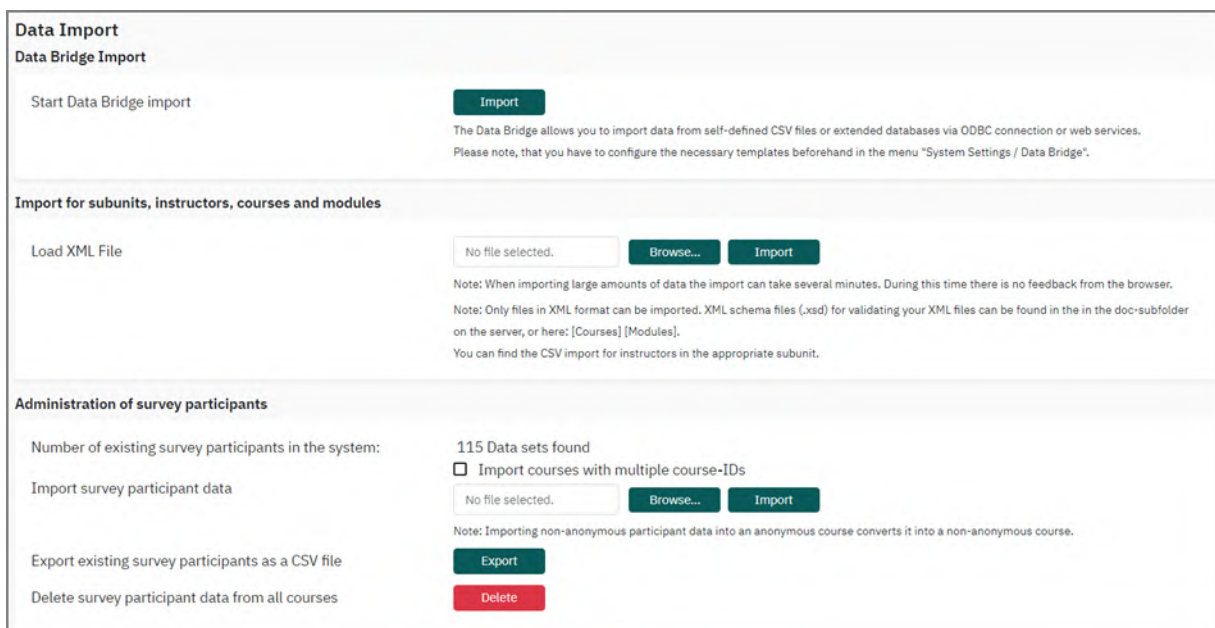 Data Import
Data Bridge Import
Start Data Bridge import
Import
The Data Bridge allows you to import data from self-defined CSV files or extended databases via ODBC connection or web services.
Please note, that you have to configure the necessary templates beforehand in the menu "System Settings / Data Bridge".
Import for subunits, instructors, courses and modules
Load XML File
No file selected. Browse... Import
Note: When importing large amounts of data the import can take several minutes. During this time there is no feedback from the browser.
Note: Only files in XML format can be imported. XML schema files (.xsd) for validating your XML files can be found in the in the doc-subfolder
on the server, or here: [Courses] [Modules].
You can find the CSV import for instructors in the appropriate subunit.
Administration of survey participants
Number of existing survey participants in the system: 115 Data sets found
Import courses with multiple course-IDs
Import survey participant data
No file selected. Browse... Import
Note: Importing non-anonymous participant data into an anonymous course converts it into a non-anonymous course.
Export existing survey participants as a CSV file Export
Delete survey participant data from all courses Delete